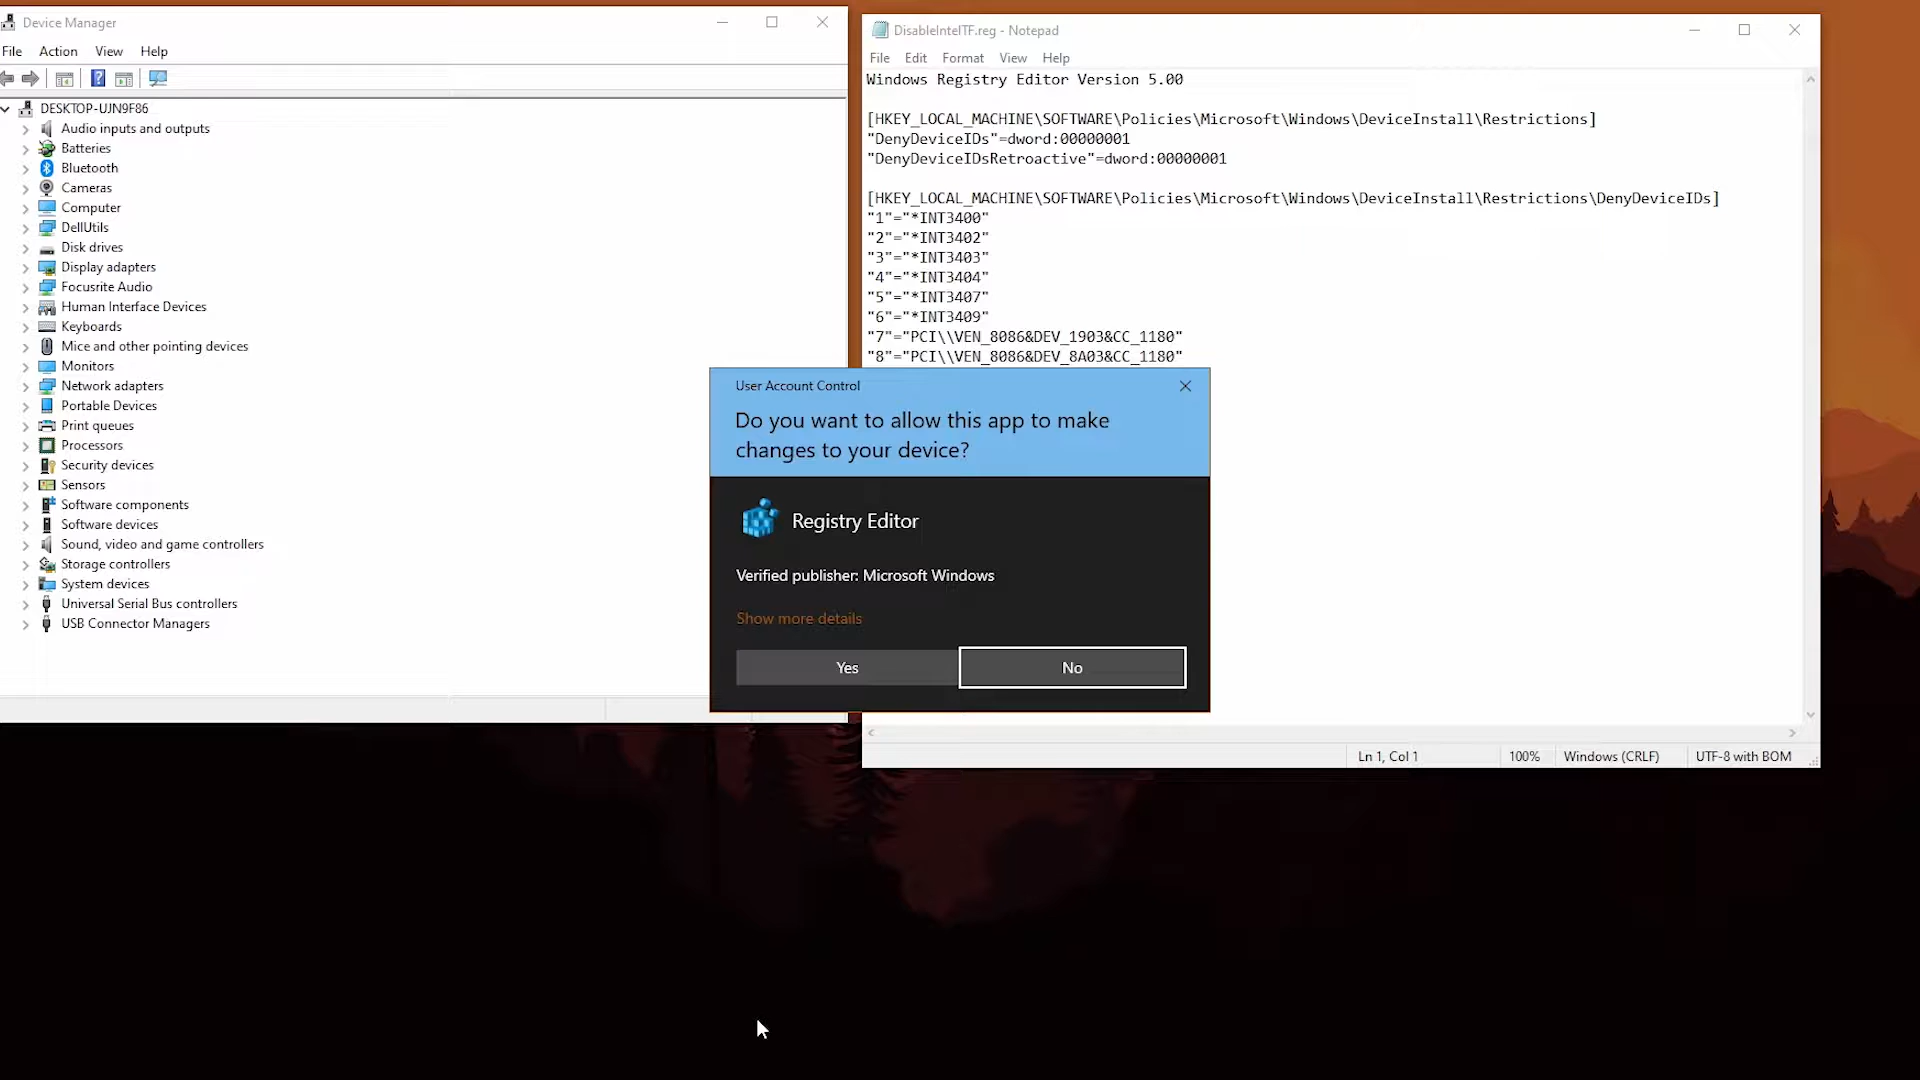 Device Manager
File Action View Help
DESKTOP-UJN9F86
Audio inputs and outputs
Batteries
Bluetooth
Cameras
Computer
DellUtils
Disk drives
Display adapters
Focusrite Audio
Human Interface Devices
Keyboards
Mice and other pointing devices
Monitors
Network adapters
Portable Devices
Print queues
Processors
Security devices
Sensors
Software components
Software devices
Sound, video and game controllers
Storage controllers
System devices
Universal Serial Bus controllers
USB Connector Managers
DisableIntelTF.reg - Notepad
File Edit Format View Help
Windows Registry Editor Version 5.00
[HKEY_LOCAL_MACHINE\SOFTWARE\Policies\Microsoft\Windows\DeviceInstall\Restrictions]
"DenyDeviceIDs"=dword:00000001
"DenyDeviceIDsRetroactive"=dword:00000001
[HKEY_LOCAL_MACHINE\SOFTWARE\Policies\Microsoft\Windows\DeviceInstall\Restrictions\DenyDeviceIDs]
"1"="*INT3400"
"2"="*INT3402"
"3"="*INT3403"
"4"="*INT3404"
"5"="*INT3407"
"6"="*INT3409"
"7"="PCI\\VEN_8086&DEV_1903&CC_1180"
"8"="PCI\\VEN_8086&DEV_8A03&CC_1180"
Ln 1, Col 1 100% Windows (CRLF) UTF-8 with BOM
User Account Control
Do you want to allow this app to make
changes to your device?
Registry Editor
Verified publisher: Microsoft Windows
Show more details
Yes No